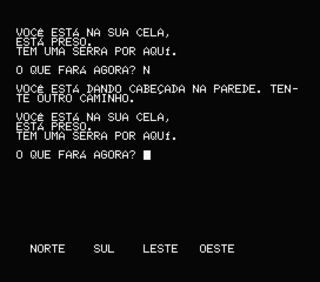 VOCÊ ESTÁ NA SUA CELA,
ESTÁ PRESO.
TEM UMA SERRA POR AQUÍ.
O QUE FARÁ AGORA? N
VOCÊ ESTÁ DANDO CABEÇADA NA PAREDE. TEN-
TE OUTRO CAMINHO.
VOCÊ ESTÁ NA SUA CELA,
ESTÁ PRESO.
TEM UMA SERRA POR AQUÍ.
O QUE FARÁ AGORA?
NORTE SUL LESTE OESTE